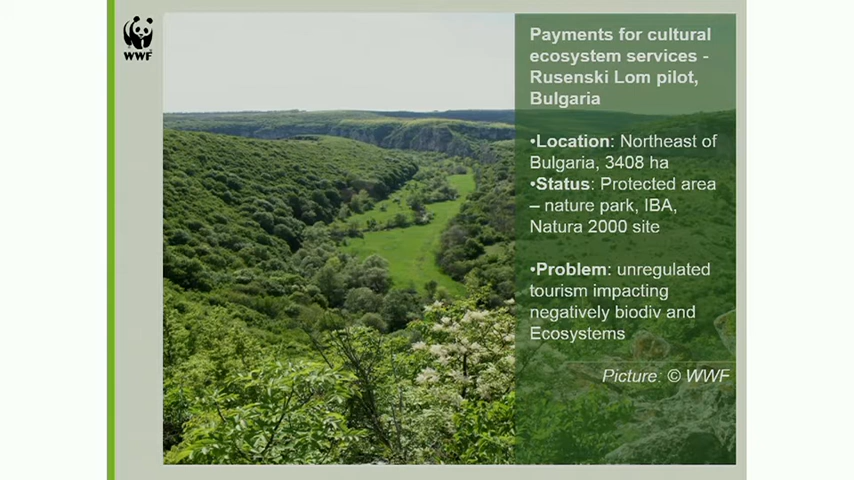 WWF
Payments for cultural
ecosystem services -
Rusenski Lom pilot,
Bulgaria
•Location: Northeast of
Bulgaria, 3408 ha
•Status: Protected area
– nature park, IBA,
Natura 2000 site
•Problem: unregulated
tourism impacting
negatively biodiv and
Ecosystems
Picture: © WWF